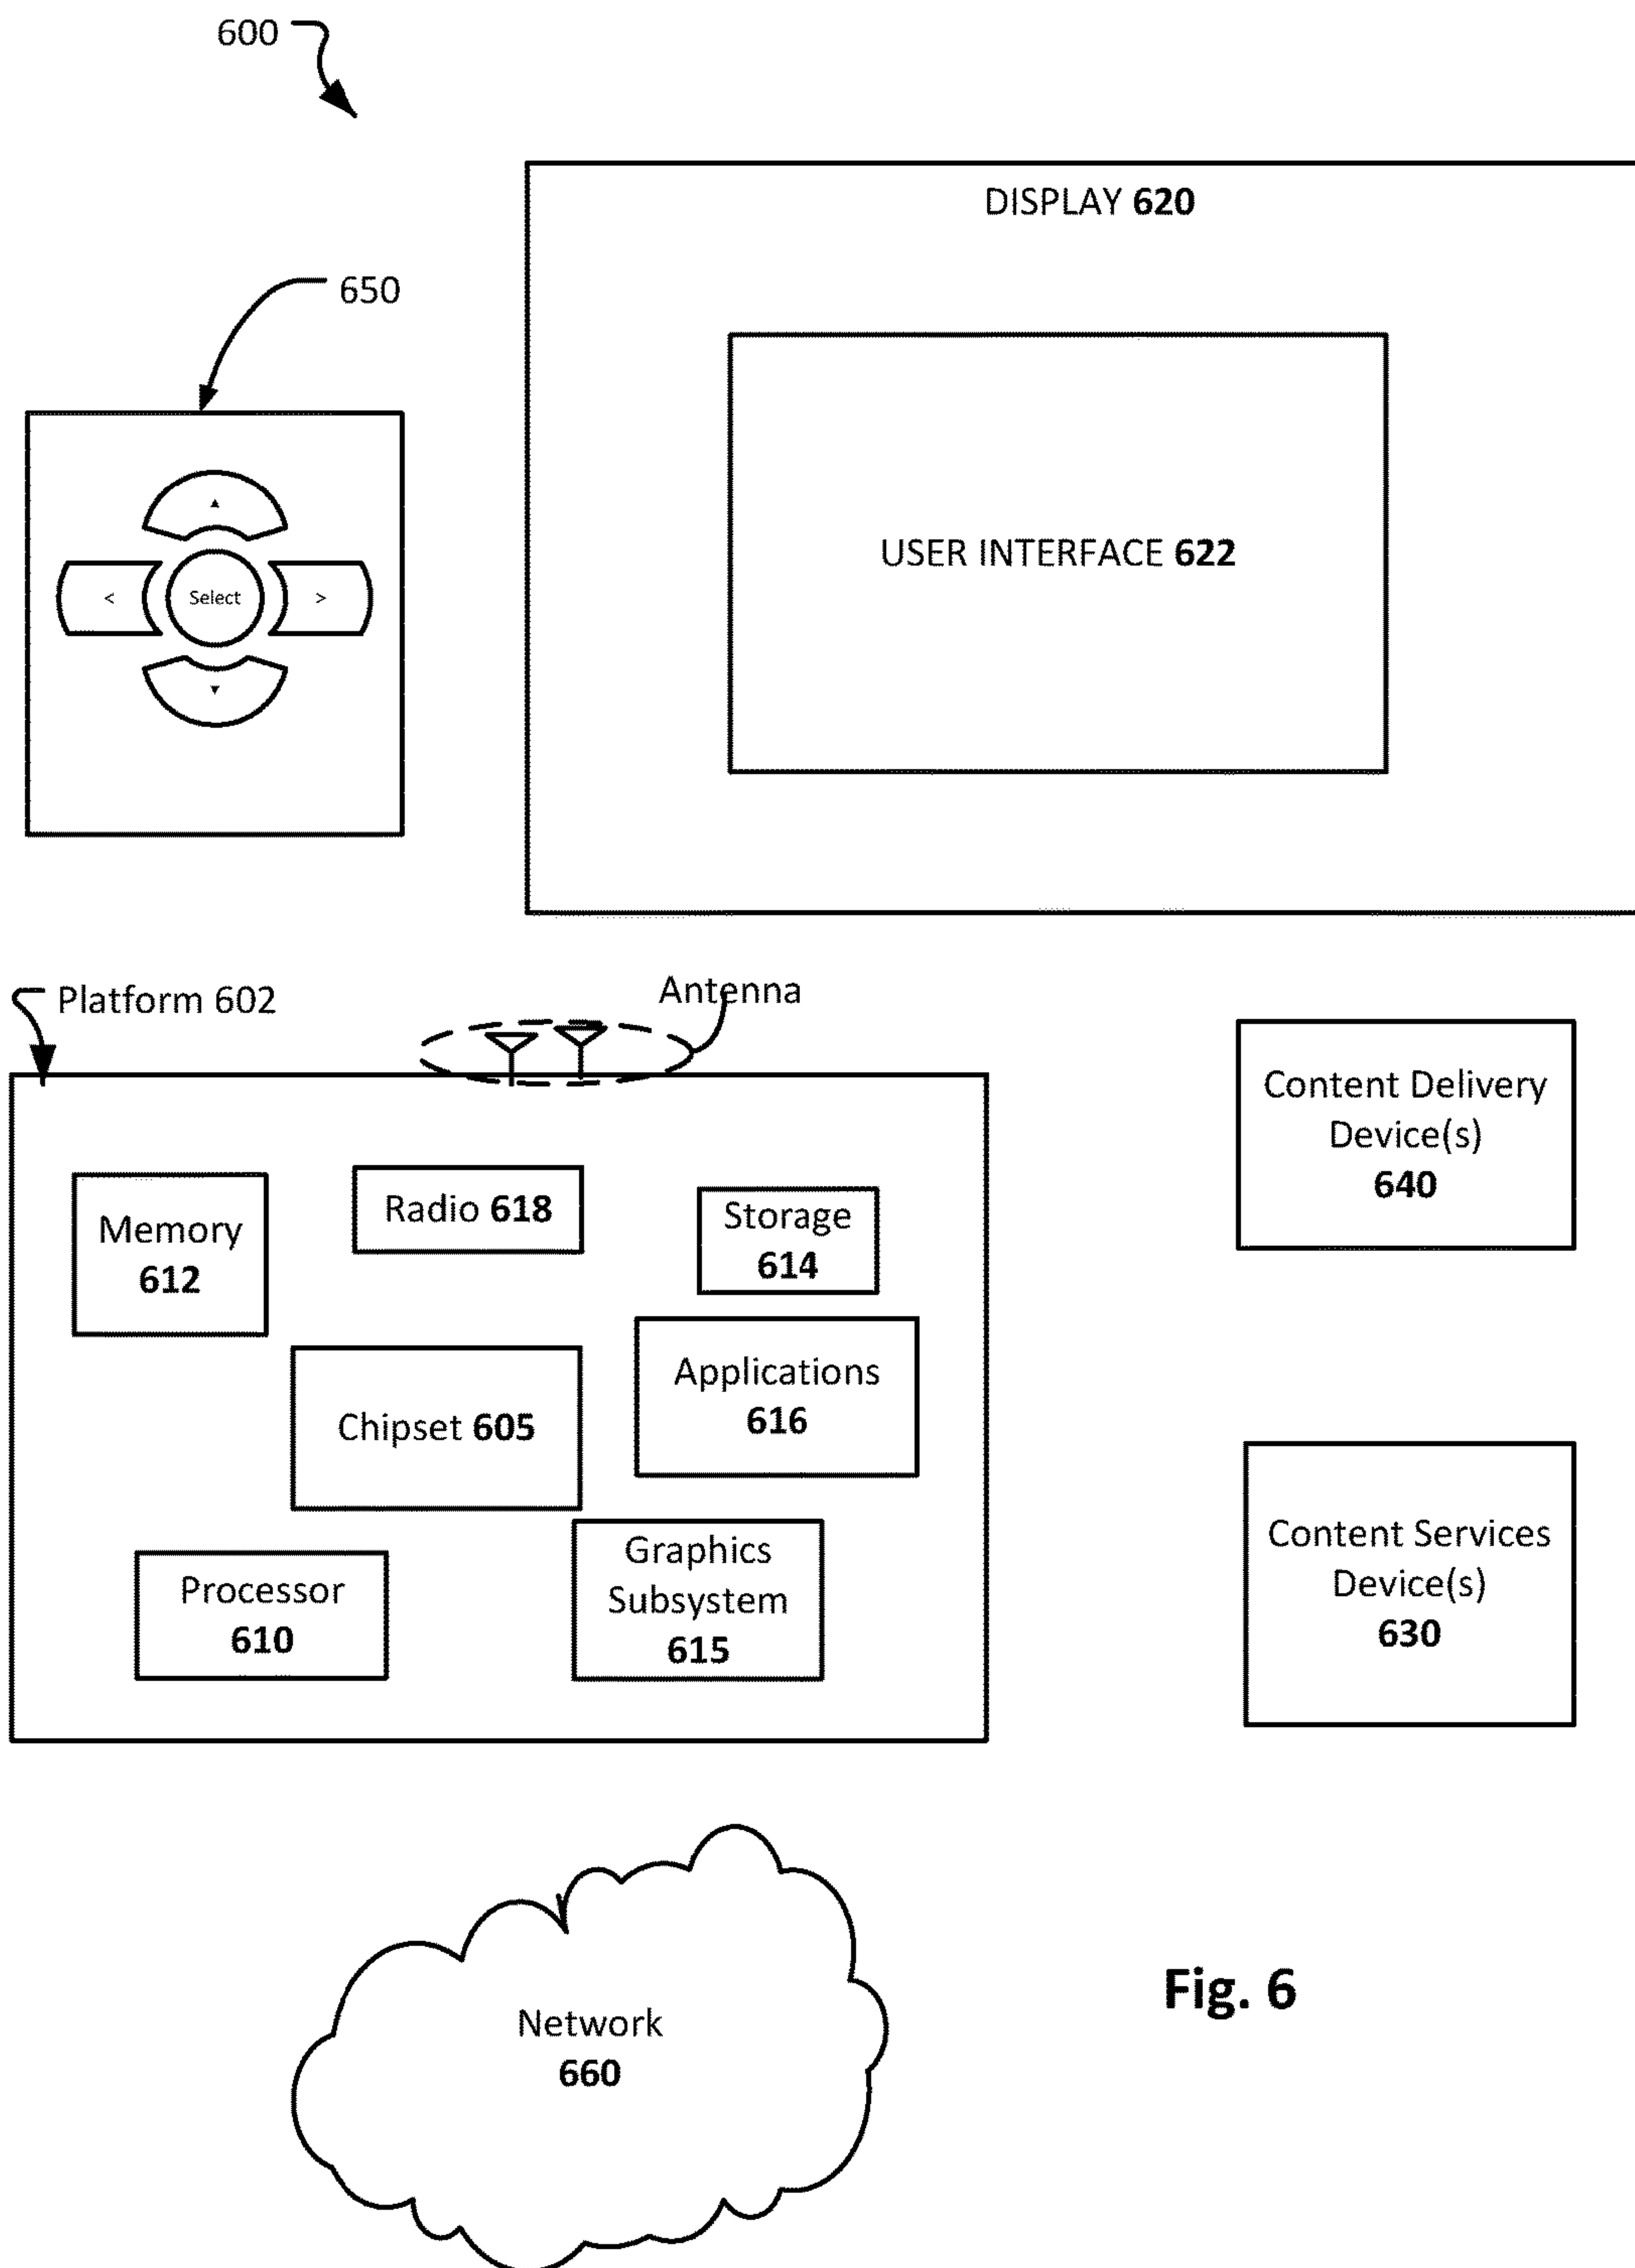 600
DISPLAY 620
650
USER INTERFACE 622
▲
< Select >
▼
Platform 602
Antenna
Content Delivery
Device(s)
640
Memory
612
Radio 618
Storage
614
Applications
616
Chipset 605
Content Services
Device(s)
630
Graphics
Subsystem
615
Processor
610
Network
660
Fig. 6